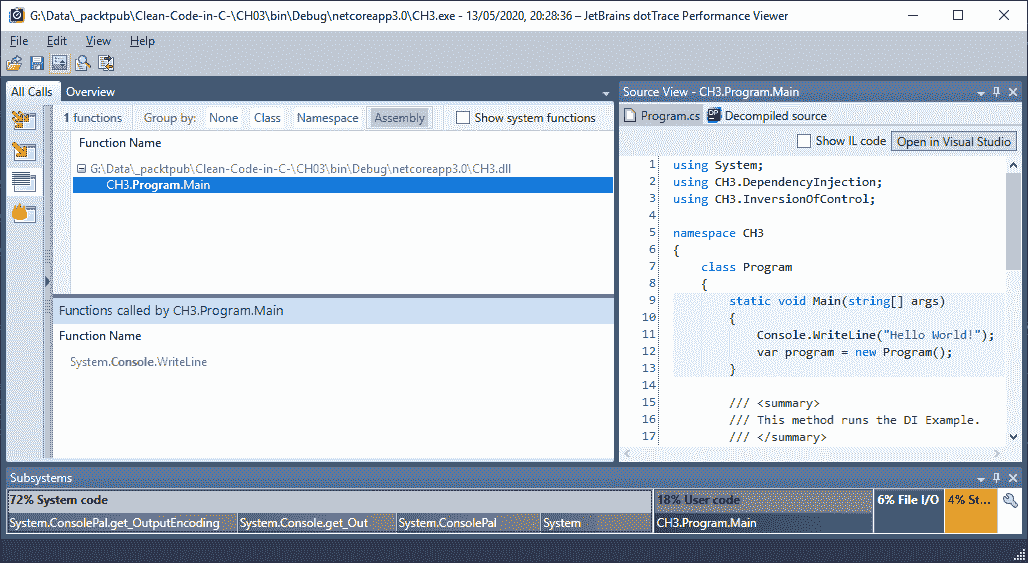 G:\Data\_packtpub\Clean-Code-in-C-\CH03\bin\Debug\netcoreapp3.0\CH3.exe - 13/05/2020, 20:28:36 – JetBrains dotTrace Performance Viewer
File Edit View Help
All Calls Overview
1 functions Group by: None Class Namespace Assembly Show system functions
Function Name
G:\Data\_packtpub\Clean-Code-in-C-\CH03\bin\Debug\netcoreapp3.0\CH3.dll
CH3.Program.Main
Functions called by CH3.Program.Main
Function Name
System.Console.WriteLine
Source View - CH3.Program.Main
Program.cs Decompiled source
Show IL code Open in Visual Studio
1 using System;
2 using CH3.DependencyInjection;
3 using CH3.InversionOfControl;
4
5 namespace CH3
6 {
7 class Program
8 {
9 static void Main(string[] args)
10 {
11 Console.WriteLine("Hello World!");
12 var program = new Program();
13 }
14
15 /// <summary>
16 /// This method runs the DI Example.
17 /// </summary>
Subsystems
72% System code 18% User code 6% File I/O 4% St...
System.ConsolePal.get_OutputEncoding System.Console.get_Out System.ConsolePal System CH3.Program.Main